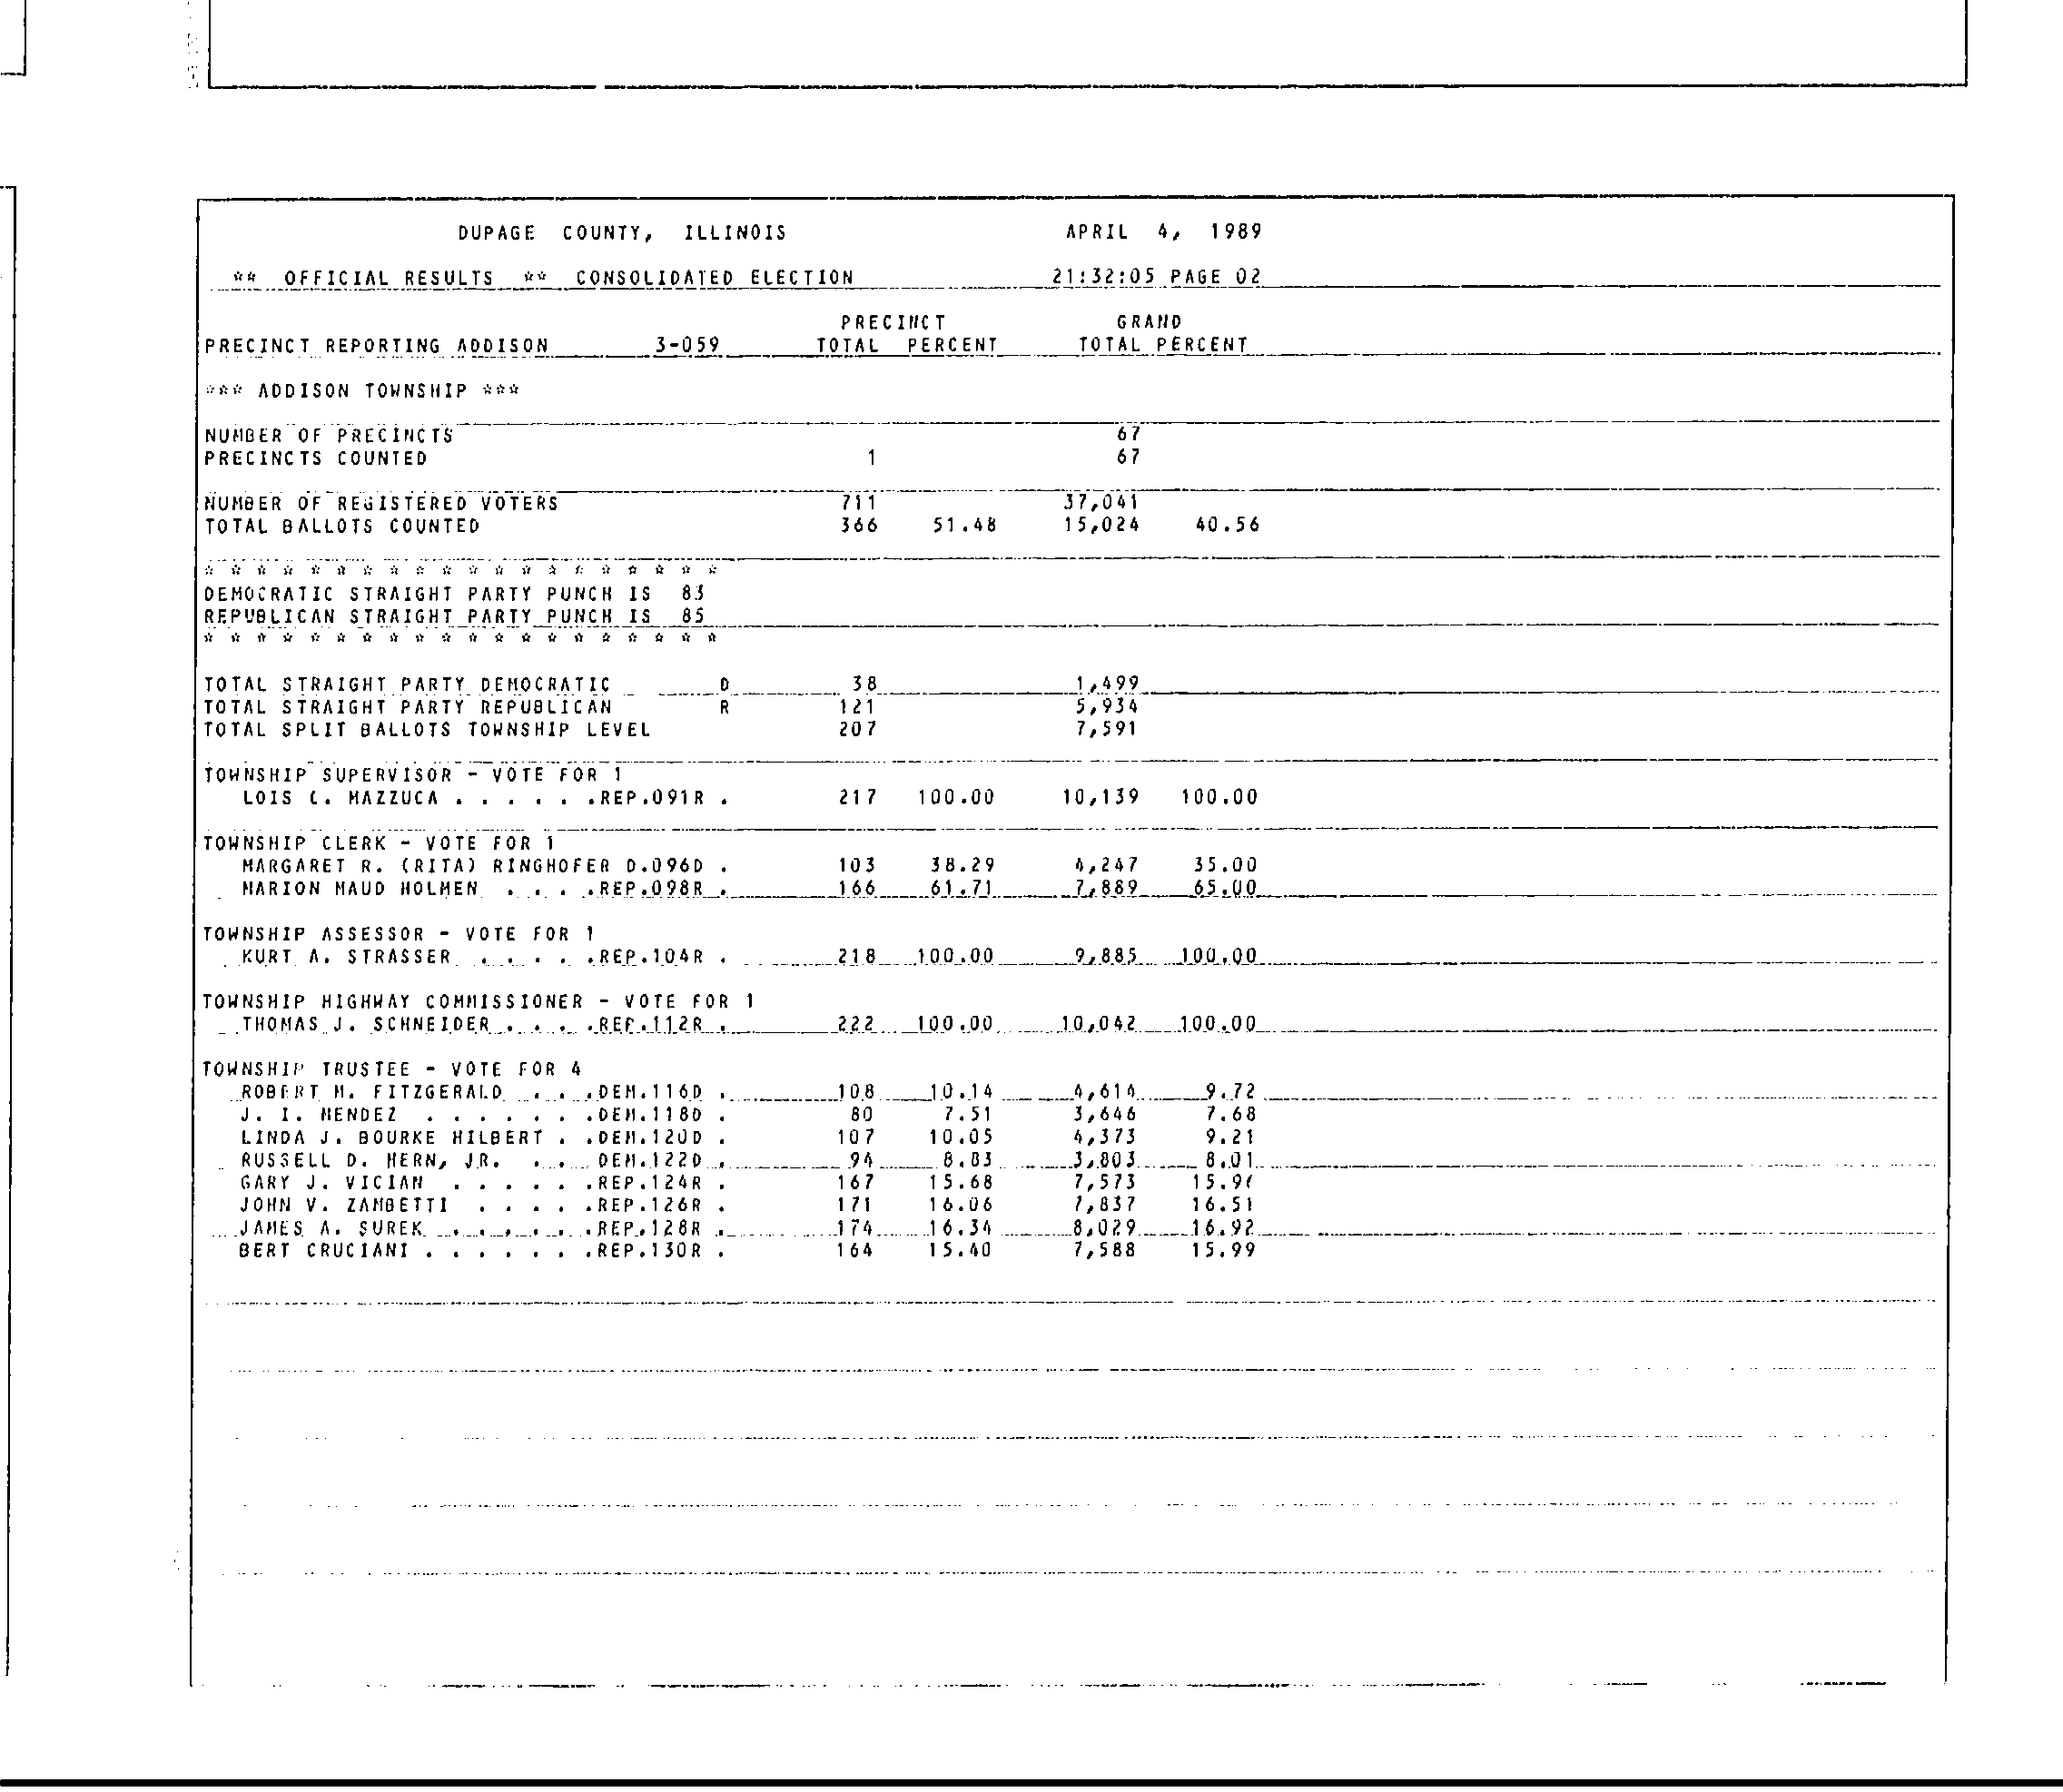 DUPAGE COUNTY, ILLINOIS APRIL 4, 1989
** OFFICIAL RESULTS ** CONSOLIDATED ELECTION 21:32:05 PAGE 02
PRECINCT GRAND
PRECINCT REPORTING ADDISON 3-059 TOTAL PERCENT TOTAL PERCENT
*** ADDISON TOWNSHIP ***
NUMBER OF PRECINCTS 67
PRECINCTS COUNTED 1 67
NUMBER OF REGISTERED VOTERS 711 37,041
TOTAL BALLOTS COUNTED 366 51.48 15,024 40.56
* * * * * * * * * * * * * * * * * * * *
DEMOCRATIC STRAIGHT PARTY PUNCH IS 83
REPUBLICAN STRAIGHT PARTY PUNCH IS 85
* * * * * * * * * * * * * * * * * * * *
TOTAL STRAIGHT PARTY DEMOCRATIC D 38 1,499
TOTAL STRAIGHT PARTY REPUBLICAN R 121 5,934
TOTAL SPLIT BALLOTS TOWNSHIP LEVEL 207 7,591
TOWNSHIP SUPERVISOR - VOTE FOR 1
LOIS C. MAZZUCA . . . . . .REP.091R . 217 100.00 10,139 100.00
TOWNSHIP CLERK - VOTE FOR 1
MARGARET R. (RITA) RINGHOFER D.096D . 103 38.29 4,247 35.00
MARION MAUD HOLMEN . . . .REP.098R . 166 61.71 7,889 65.00
TOWNSHIP ASSESSOR - VOTE FOR 1
KURT A. STRASSER . . . . .REP.104R . 218 100.00 9,885 100.00
TOWNSHIP HIGHWAY COMMISSIONER - VOTE FOR 1
THOMAS J. SCHNEIDER . . . .REP.112R . 222 100.00 10,042 100.00
TOWNSHIP TRUSTEE - VOTE FOR 4
ROBERT M. FITZGERALD . . .DEM.116D . 108 10.14 4,614 9.72
J. I. MENDEZ . . . . . . .DEM.118D . 80 7.51 3,646 7.68
LINDA J. BOURKE HILBERT . .DEM.120D . 107 10.05 4,373 9.21
RUSSELL D. HERN, JR. . . DEM.122D . 94 8.83 3,803 8.01
GARY J. VICIAN . . . . . .REP.124R . 167 15.68 7,573 15.96
JOHN V. ZAMBETTI . . . . .REP.126R . 171 16.06 7,837 16.51
JAMES A. SUREK . . . . . .REP.128R . 174 16.34 8,029 16.92
BERT CRUCIANI . . . . . . .REP.130R . 164 15.40 7,588 15.99